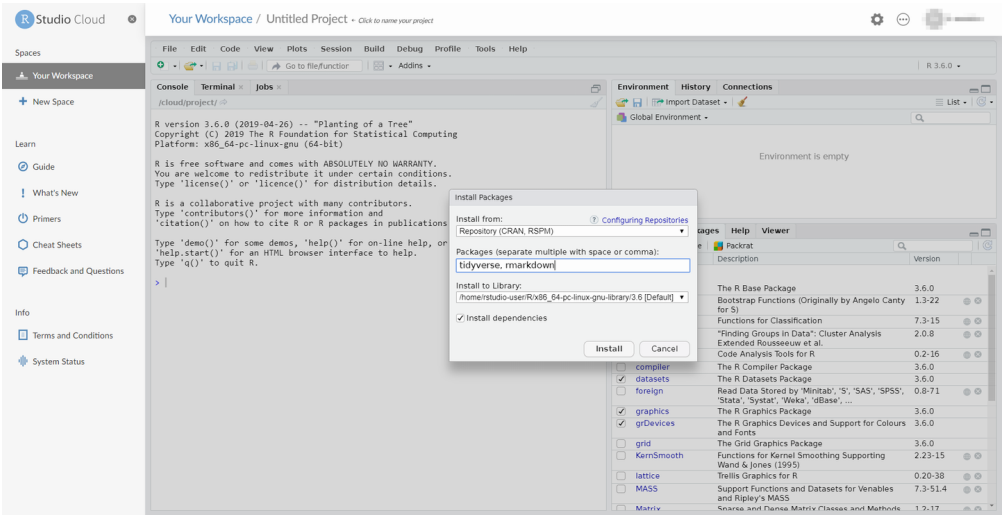 R Studio Cloud
Your Workspace / Untitled Project • Click to name your project
Spaces
Your Workspace
New Space
Learn
Guide
What's New
Primers
Cheat Sheets
Feedback and Questions
Info
Terms and Conditions
System Status
File Edit Code View Plots Session Build Debug Profile Tools Help
Go to file/function Addins
R 3.6.0
Console Terminal × Jobs ×
/cloud/project/
R version 3.6.0 (2019-04-26) -- "Planting of a Tree"
Copyright (C) 2019 The R Foundation for Statistical Computing
Platform: x86_64-pc-linux-gnu (64-bit)
R is free software and comes with ABSOLUTELY NO WARRANTY.
You are welcome to redistribute it under certain conditions.
Type 'license()' or 'licence()' for distribution details.
R is a collaborative project with many contributors.
Type 'contributors()' for more information and
'citation()' on how to cite R or R packages in publications
Type 'demo()' for some demos, 'help()' for on-line help, or
'help.start()' for an HTML browser interface to help.
Type 'q()' to quit R.
>
Install Packages
Install from:
? Configuring Repositories
Repository (CRAN, RSPM)
Packages (separate multiple with space or comma):
tidyverse, rmarkdown
Install to Library:
/home/rstudio-user/R/x86_64-pc-linux-gnu-library/3.6 [Default]
Install dependencies
Install Cancel
Environment History Connections
Import Dataset
List
Global Environment
Environment is empty
ages Help Viewer
e Packrat
Description Version
The R Base Package 3.6.0
Bootstrap Functions (Originally by Angelo Canty 1.3-22
for S)
Functions for Classification 7.3-15
"Finding Groups in Data": Cluster Analysis 2.0.8
Extended Rousseeuw et al.
Code Analysis Tools for R 0.2-16
compiler The R Compiler Package 3.6.0
datasets The R Datasets Package 3.6.0
foreign Read Data Stored by 'Minitab', 'S', 'SAS', 'SPSS', 0.8-71
'Stata', 'Systat', 'Weka', 'dBase', ...
graphics The R Graphics Package 3.6.0
grDevices The R Graphics Devices and Support for Colours 3.6.0
and Fonts
grid The Grid Graphics Package 3.6.0
KernSmooth Functions for Kernel Smoothing Supporting 2.23-15
Wand & Jones (1995)
lattice Trellis Graphics for R 0.20-38
MASS Support Functions and Datasets for Venables 7.3-51.4
and Ripley's MASS
Matrix Sparse and Dense Matrix Classes and Methods 1.2-17